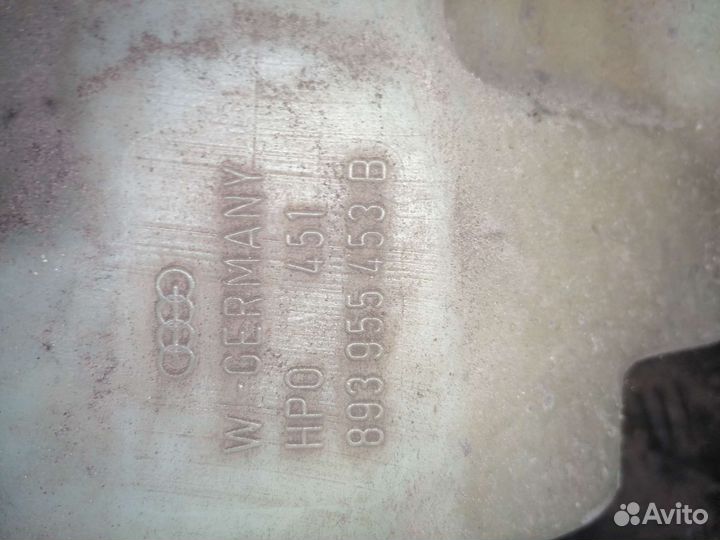 W. GERMANY
HPO 451
893 955 453 B
Avito